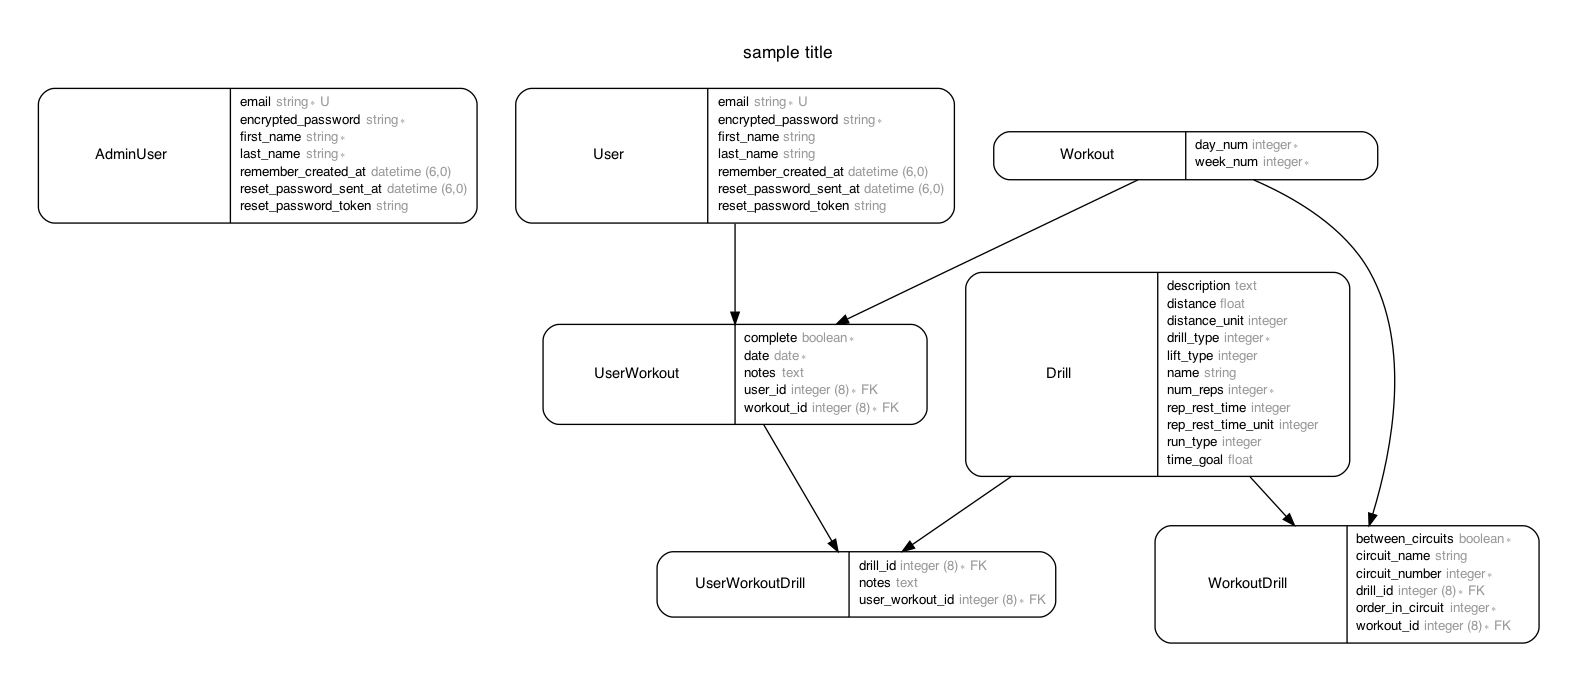 sample title
AdminUser
email string∗ U
encrypted_password string∗
first_name string∗
last_name string∗
remember_created_at datetime (6,0)
reset_password_sent_at datetime (6,0)
reset_password_token string
User
email string∗ U
encrypted_password string∗
first_name string
last_name string
remember_created_at datetime (6,0)
reset_password_sent_at datetime (6,0)
reset_password_token string
Workout
day_num integer∗
week_num integer∗
UserWorkout
complete boolean∗
date date∗
notes text
user_id integer (8)∗ FK
workout_id integer (8)∗ FK
Drill
description text
distance float
distance_unit integer
drill_type integer∗
lift_type integer
name string
num_reps integer∗
rep_rest_time integer
rep_rest_time_unit integer
run_type integer
time_goal float
UserWorkoutDrill
drill_id integer (8)∗ FK
notes text
user_workout_id integer (8)∗ FK
WorkoutDrill
between_circuits boolean∗
circuit_name string
circuit_number integer∗
drill_id integer (8)∗ FK
order_in_circuit integer∗
workout_id integer (8)∗ FK